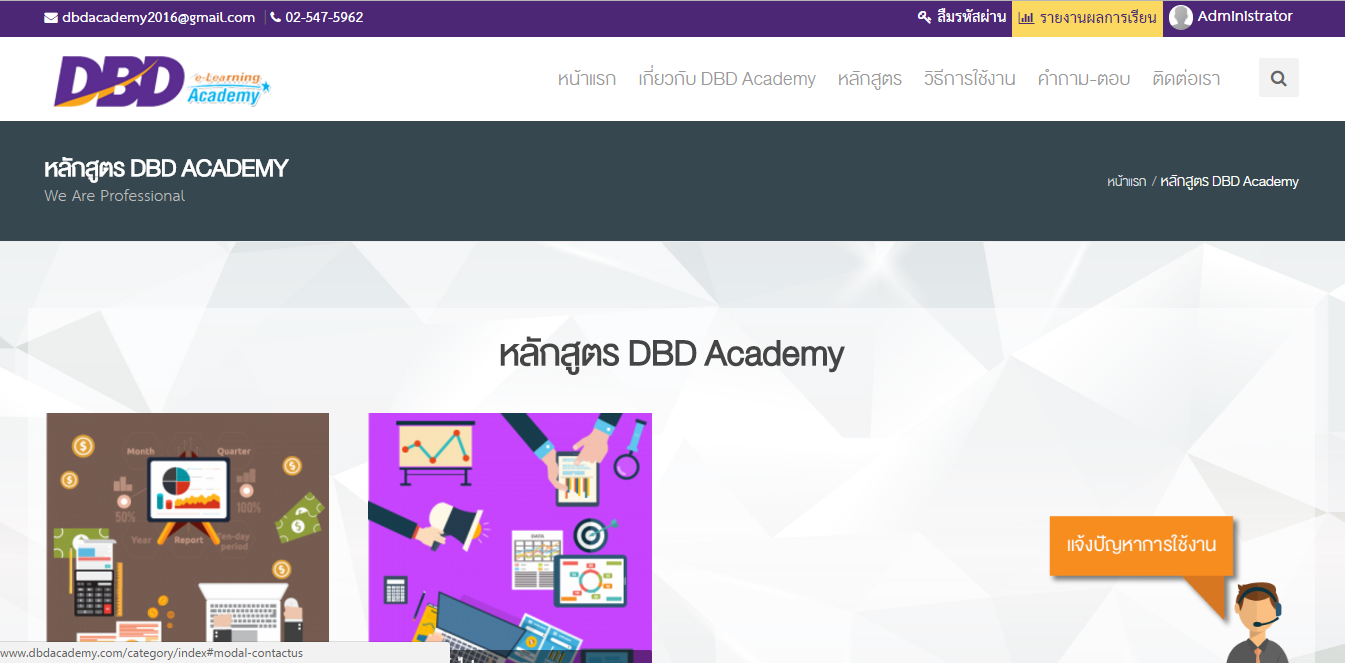 dbdacademy2016@gmail.com 02-547-5962 ลืมรหัสผ่าน รายงานผลการเรียน Administrator
DBD e-Learning Academy
หน้าแรก เกี่ยวกับ DBD Academy หลักสูตร วิธีการใช้งาน คำถาม-ตอบ ติดต่อเรา
หลักสูตร DBD ACADEMY
We Are Professional
หน้าแรก / หลักสูตร DBD Academy
หลักสูตร DBD Academy
Month Quarter
50% 100%
Year Report Ten-day period
DATA
แจ้งปัญหาการใช้งาน
www.dbdacademy.com/category/index#modal-contactus